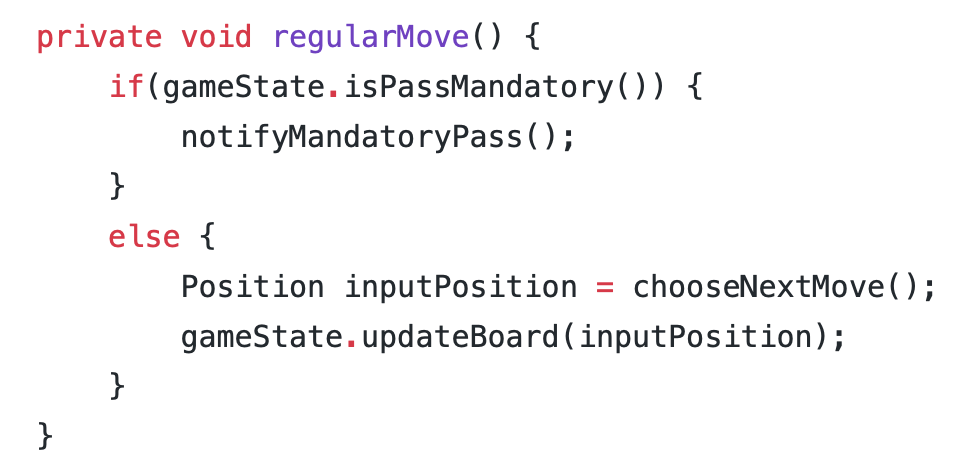 private void regularMove() {
    if(gameState.isPassMandatory()) {
        notifyMandatoryPass();
    }
    else {
        Position inputPosition = chooseNextMove();
        gameState.updateBoard(inputPosition);
    }
}